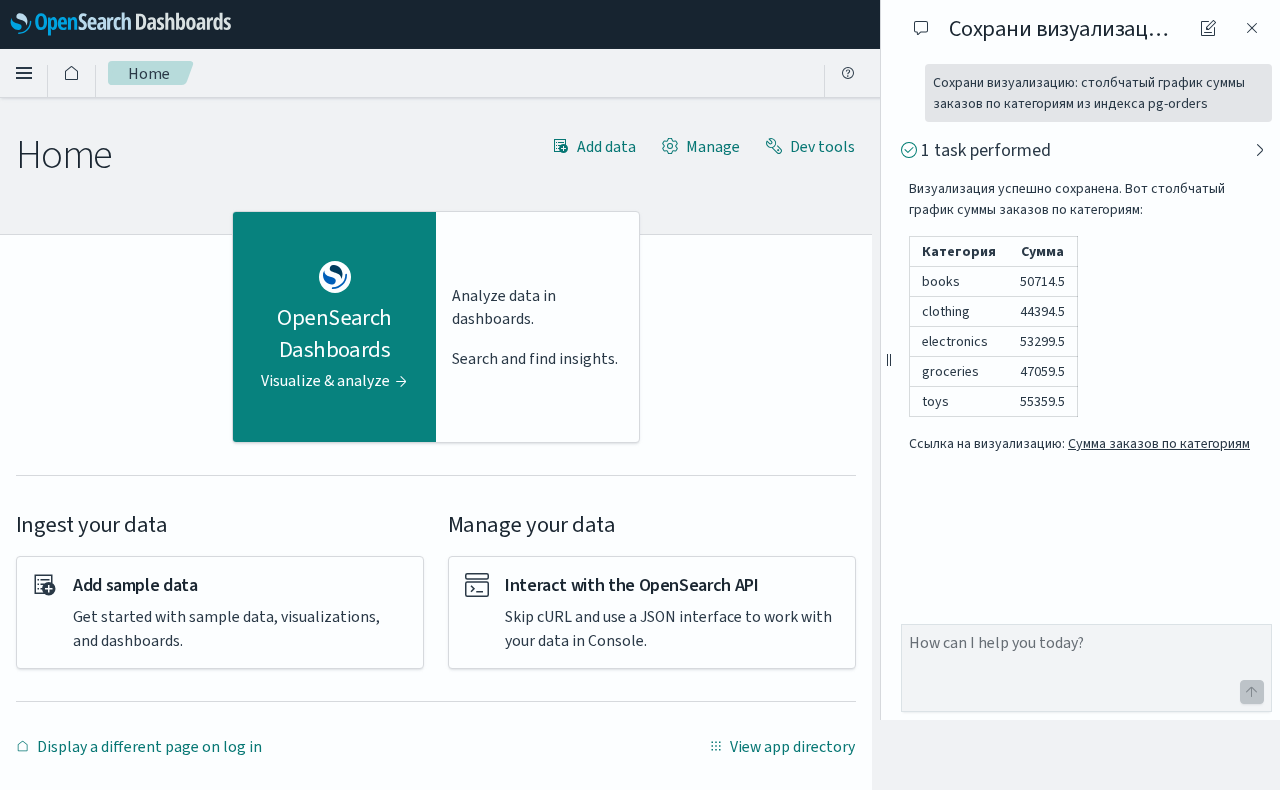 OpenSearch Dashboards
Home
Home
Add data
Manage
Dev tools
OpenSearch
Dashboards
Visualize & analyze
Analyze data in
dashboards.
Search and find insights.
Ingest your data
Add sample data
Get started with sample data, visualizations,
and dashboards.
Manage your data
Interact with the OpenSearch API
Skip cURL and use a JSON interface to work with
your data in Console.
Display a different page on log in
View app directory
Сохрани визуализац…
Сохрани визуализацию: столбчатый график суммы
заказов по категориям из индекса pg-orders
1 task performed
Визуализация успешно сохранена. Вот столбчатый
график суммы заказов по категориям:
Категория Сумма
books 50714.5
clothing 44394.5
electronics 53299.5
groceries 47059.5
toys 55359.5
Ссылка на визуализацию: Сумма заказов по категориям
How can I help you today?